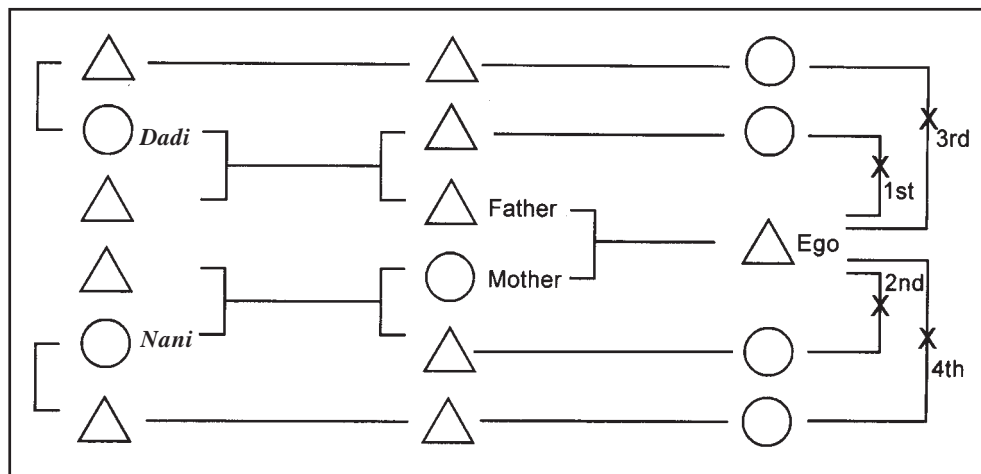 Dadi
3rd
1st
Father
Ego
Mother
2nd
Nani
4th